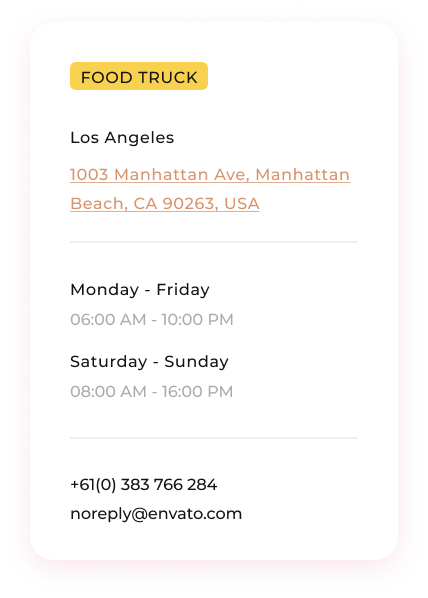 FOOD TRUCK
Los Angeles
1003 Manhattan Ave, Manhattan
Beach, CA 90263, USA
Monday - Friday
06:00 AM - 10:00 PM
Saturday - Sunday
08:00 AM - 16:00 PM
+61(0) 383 766 284
noreply@envato.com